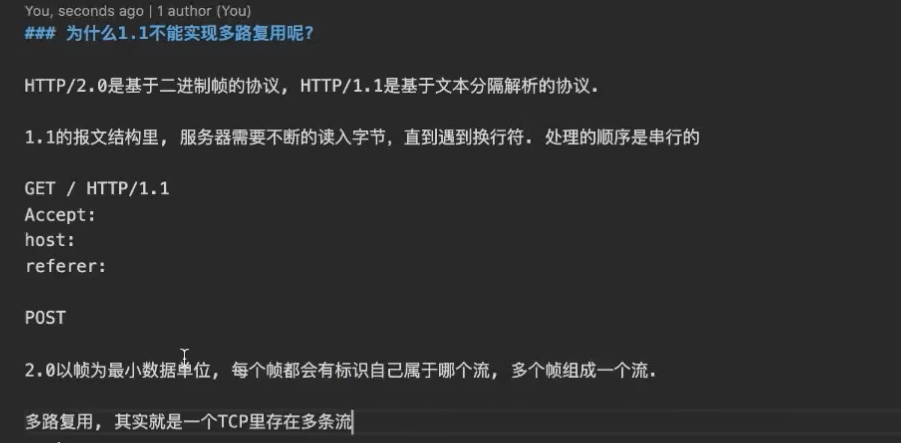 You, seconds ago | 1 author (You)
### 为什么1.1不能实现多路复用呢?
HTTP/2.0是基于二进制帧的协议, HTTP/1.1是基于文本分隔解析的协议.
1.1的报文结构里, 服务器需要不断的读入字节，直到遇到换行符. 处理的顺序是串行的
GET / HTTP/1.1
Accept:
host:
referer:
POST
2.0以帧为最小数据单位, 每个帧都会有标识自己属于哪个流, 多个帧组成一个流.
多路复用, 其实就是一个TCP里存在多条流